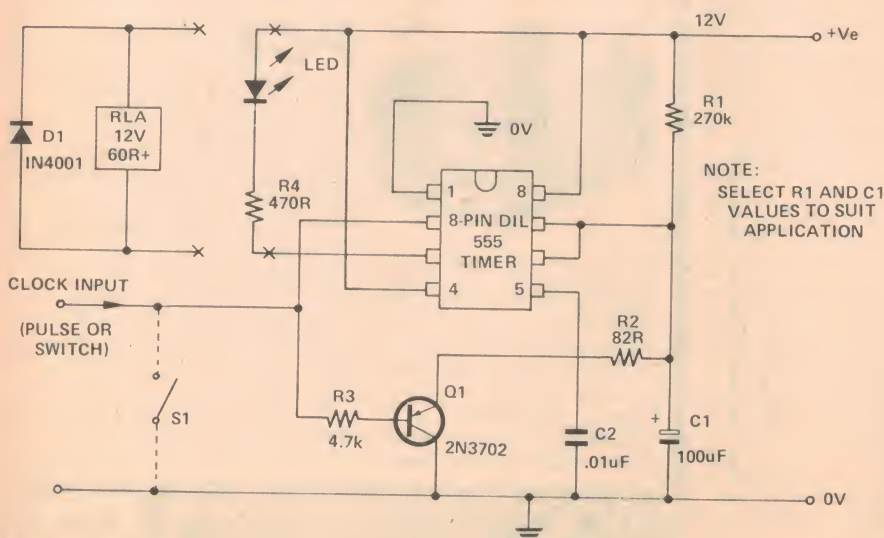 12V
+Ve
LED
R1
270k
0V
D1
IN4001
RLA
12V
60R+
R4
470R
1
8
8-PIN DIL
555
TIMER
4
5
NOTE:
SELECT R1 AND C1
VALUES TO SUIT
APPLICATION
CLOCK INPUT
(PULSE OR
SWITCH)
S1
R2
82R
R3
4.7k
Q1
2N3702
C2
.01uF
+
C1
100uF
0V